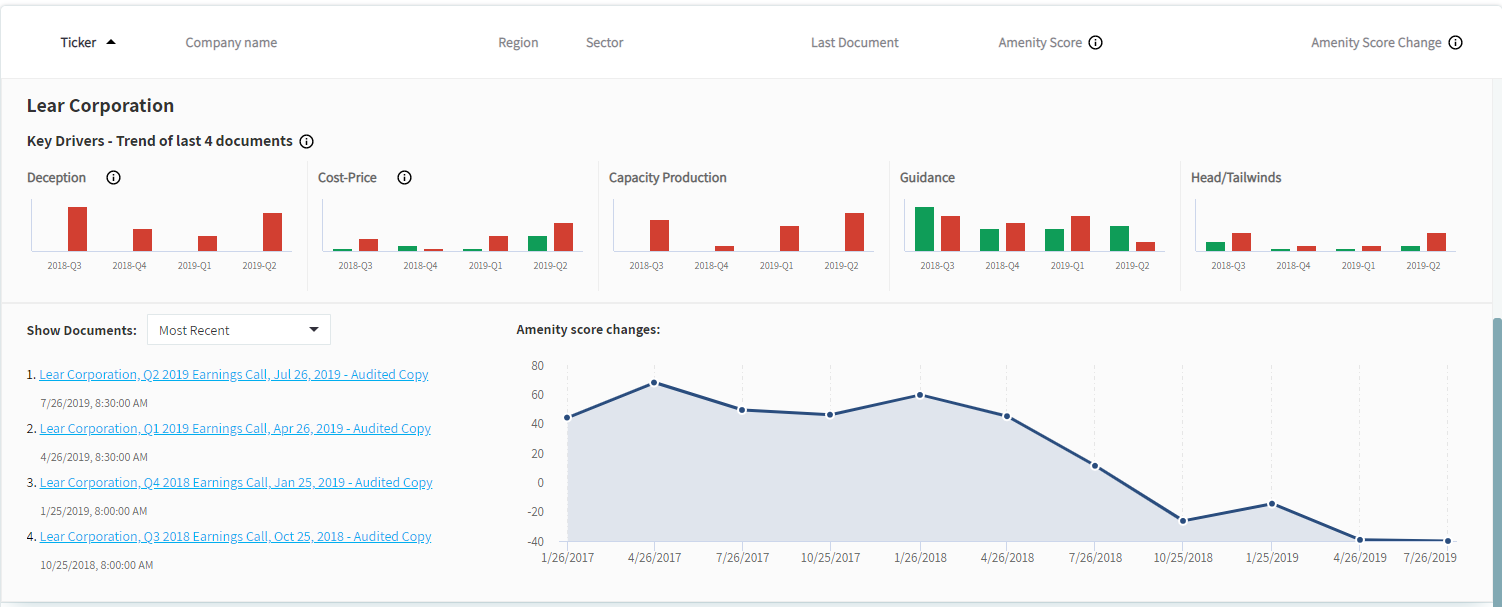 Ticker Company name Region Sector Last Document Amenity Score Amenity Score Change
Lear Corporation
Key Drivers - Trend of last 4 documents
Deception Cost-Price Capacity Production Guidance Head/Tailwinds
2018-Q3 2018-Q4 2019-Q1 2019-Q2 2018-Q3 2018-Q4 2019-Q1 2019-Q2 2018-Q3 2018-Q4 2019-Q1 2019-Q2 2018-Q3 2018-Q4 2019-Q1 2019-Q2 2018-Q3 2018-Q4 2019-Q1 2019-Q2
Show Documents: Most Recent
1. Lear Corporation, Q2 2019 Earnings Call, Jul 26, 2019 - Audited Copy
7/26/2019, 8:30:00 AM
2. Lear Corporation, Q1 2019 Earnings Call, Apr 26, 2019 - Audited Copy
4/26/2019, 8:30:00 AM
3. Lear Corporation, Q4 2018 Earnings Call, Jan 25, 2019 - Audited Copy
1/25/2019, 8:00:00 AM
4. Lear Corporation, Q3 2018 Earnings Call, Oct 25, 2018 - Audited Copy
10/25/2018, 8:00:00 AM
Amenity score changes:
80
60
40
20
0
-20
-40
1/26/2017 4/26/2017 7/26/2017 10/25/2017 1/26/2018 4/26/2018 7/26/2018 10/25/2018 1/25/2019 4/26/2019 7/26/2019